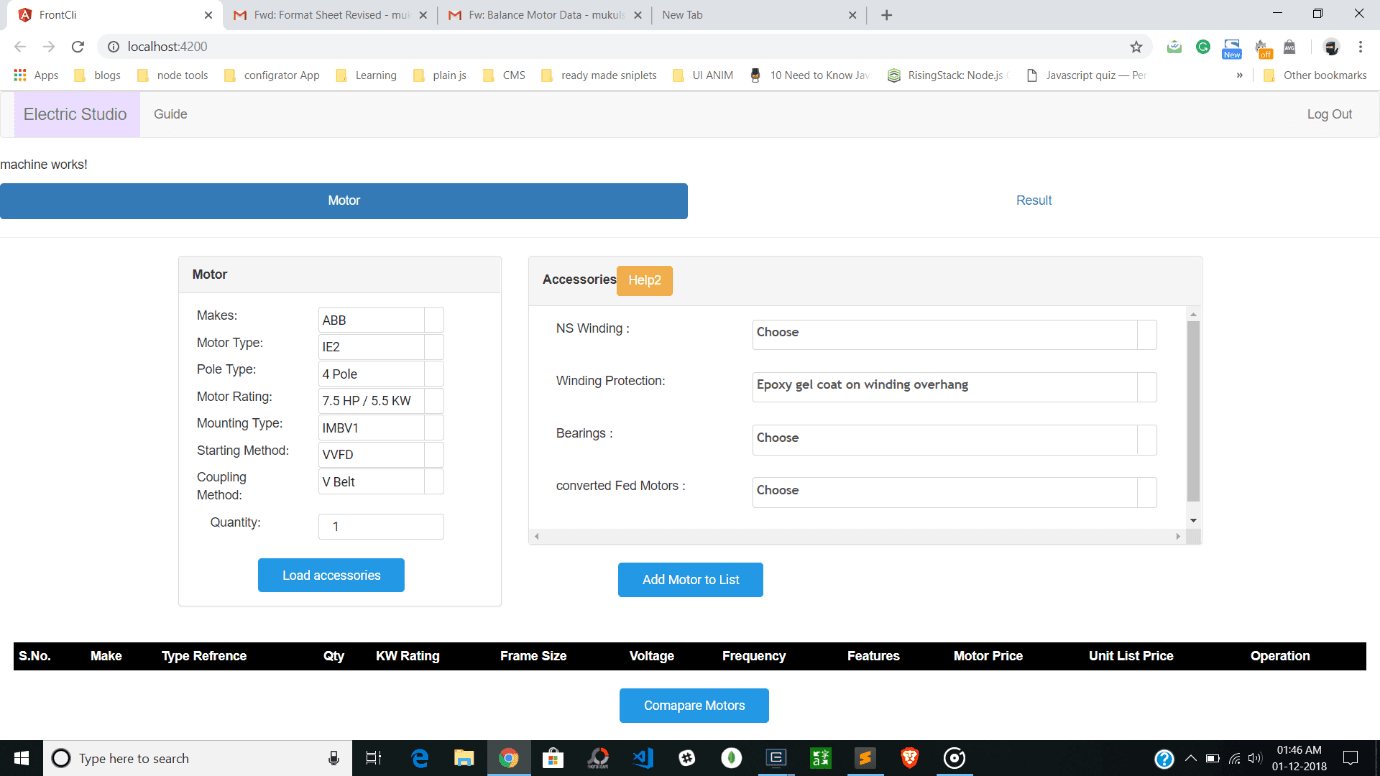 FrontCli
Fwd: Format Sheet Revised - muk
Fw: Balance Motor Data - mukuls
New Tab
localhost:4200
New
off
Apps
blogs
node tools
configrator App
Learning
plain js
CMS
ready made sniplets
UI ANIM
10 Need to Know Jav
RisingStack: Node.js
Javascript quiz — Per
»
Other bookmarks
Electric Studio
Guide
Log Out
machine works!
Motor
Result
Motor
Makes:
ABB
Motor Type:
IE2
Pole Type:
4 Pole
Motor Rating:
7.5 HP / 5.5 KW
Mounting Type:
IMBV1
Starting Method:
VVFD
Coupling
Method:
V Belt
Quantity:
1
Load accessories
Accessories
Help2
NS Winding :
Choose
Winding Protection:
Epoxy gel coat on winding overhang
Bearings :
Choose
converted Fed Motors :
Choose
Add Motor to List
S.No. Make Type Refrence Qty KW Rating Frame Size Voltage Frequency Features Motor Price Unit List Price Operation
Comapare Motors
Type here to search
01:46 AM
01-12-2018